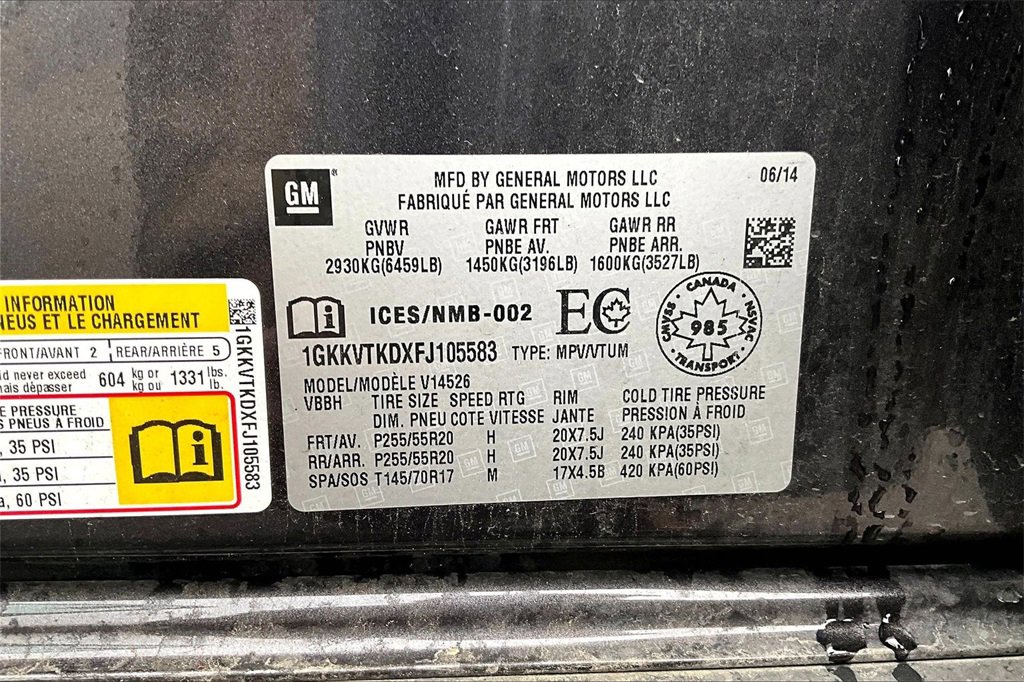 GM
MFD BY GENERAL MOTORS LLC
06/14
FABRIQUÉ PAR GENERAL MOTORS LLC
GVWR GAWR FRT GAWR RR
PNBV PNBE AV. PNBE ARR.
2930KG(6459LB) 1450KG(3196LB) 1600KG(3527LB)
i ICES/NMB-002 EC
CANADA
CMVSS NSVAC
985
TRANSPORT
1GKKVTKDXFJ105583 TYPE: MPV/VTUM
MODEL/MODÈLE V14526
VBBH TIRE SIZE SPEED RTG RIM COLD TIRE PRESSURE
DIM. PNEU COTE VITESSE JANTE PRESSION À FROID
FRT/AV. P255/55R20 H 20X7.5J 240 KPA(35PSI)
RR/ARR. P255/55R20 H 20X7.5J 240 KPA(35PSI)
SPA/SOS T145/70R17 M 17X4.5B 420 KPA(60PSI)
INFORMATION
NEUS ET LE CHARGEMENT
FRONT/AVANT 2 REAR/ARRIÈRE 5
ld never exceed 604 kg or 1331 lbs.
mais dépasser kg ou lb.
PRESSURE
S PNEUS À FROID
, 35 PSI
, 35 PSI
a, 60 PSI
i
1GKKVTKDXFJ105583